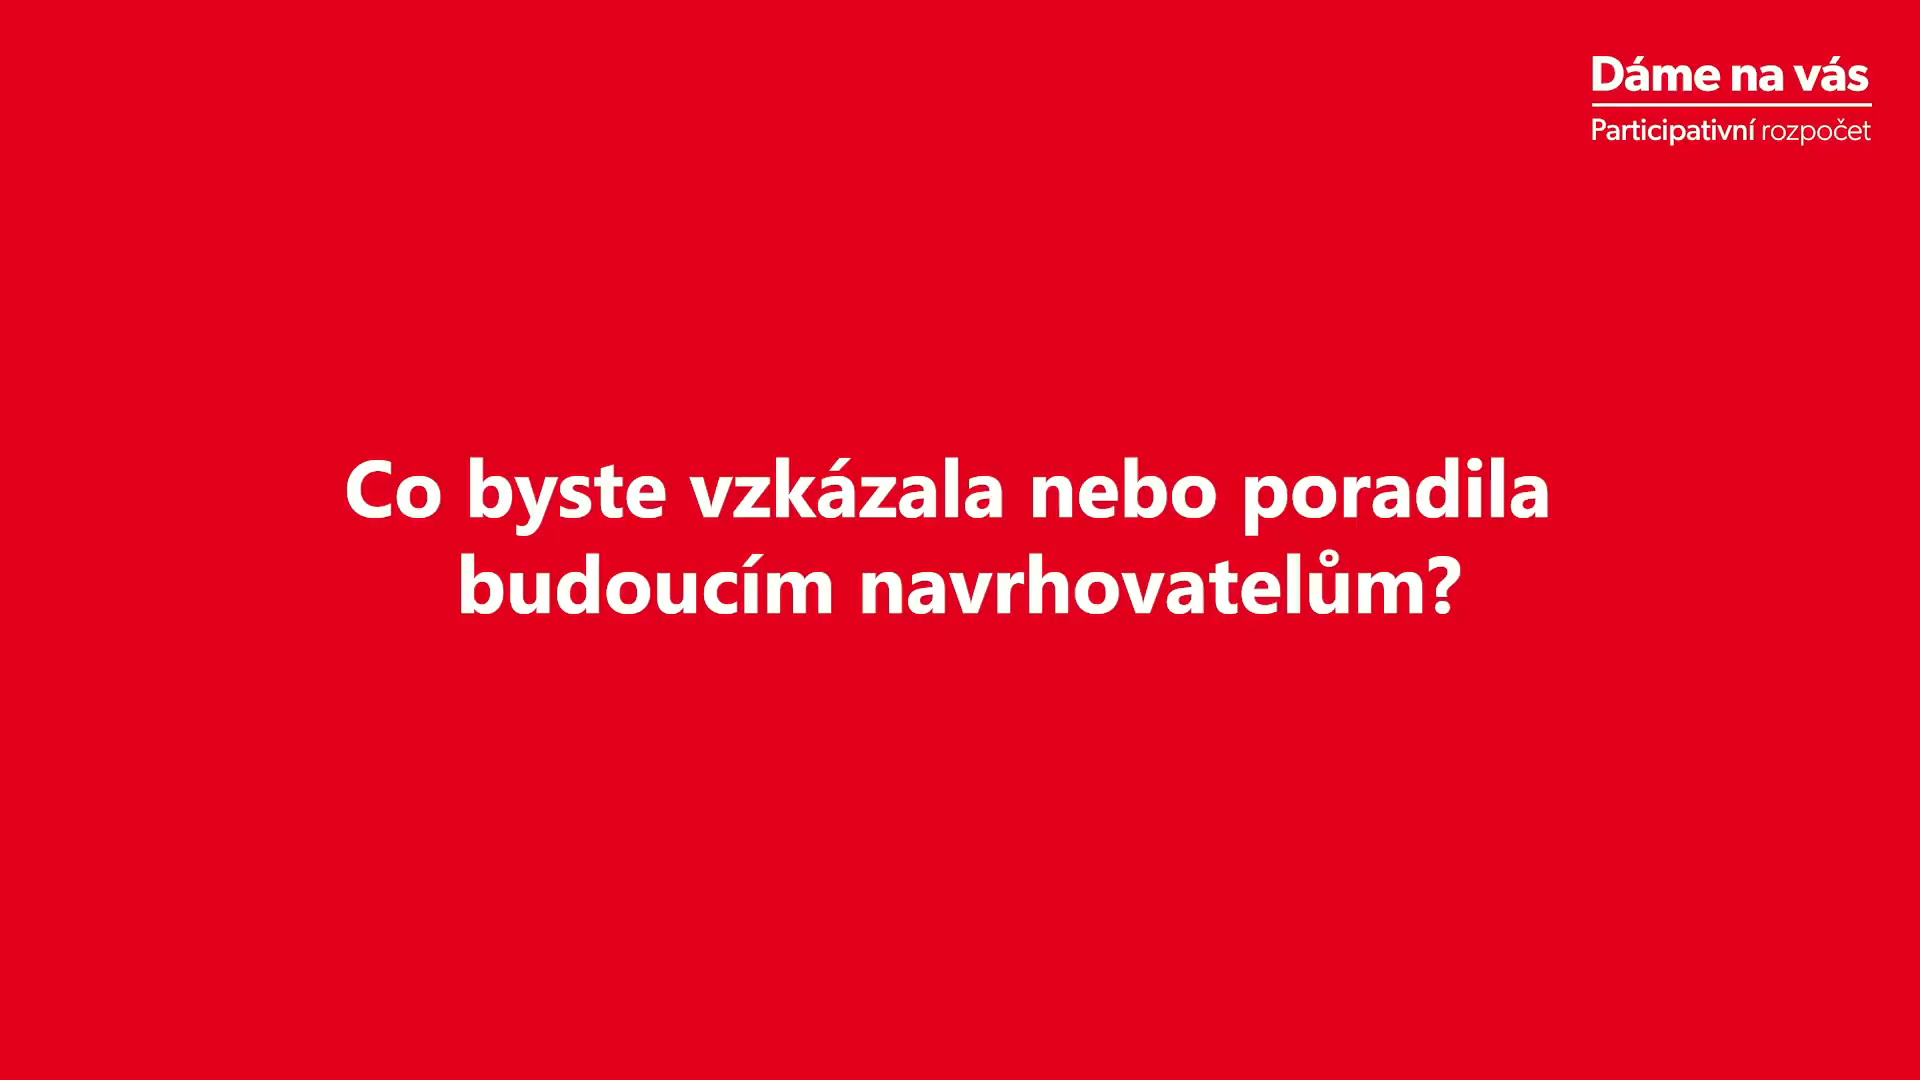 Dáme na vás
Participativní rozpočet
Co byste vzkázala nebo poradila
budoucím navrhovatelům?